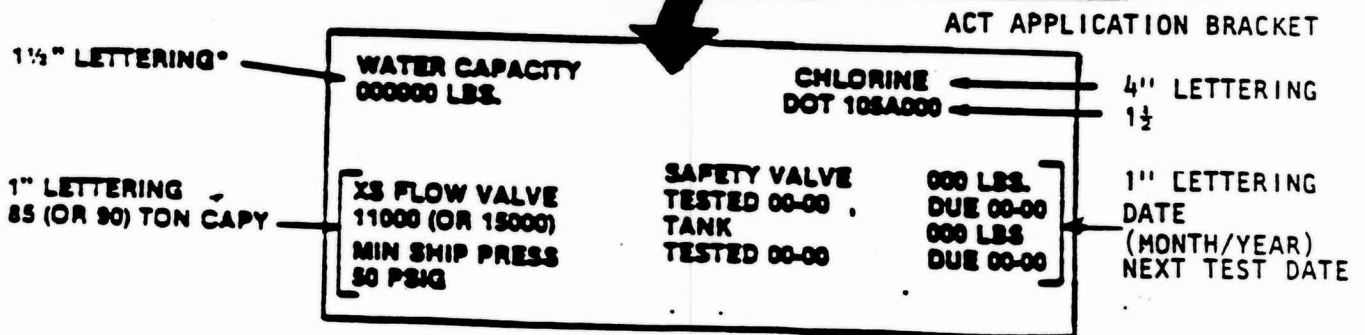 ACT APPLICATION BRACKET
1½" LETTERING*
WATER CAPACITY
000000 LBS.
CHLORINE
DOT 105A000
4" LETTERING
1½
1" LETTERING
85 (OR 90) TON CAPY
XS FLOW VALVE
11000 (OR 15000)
MIN SHIP PRESS
50 PSIG
SAFETY VALVE
TESTED 00-00
TANK
TESTED 00-00
000 LBS.
DUE 00-00
000 LBS
DUE 00-00
1" LETTERING
DATE
(MONTH/YEAR)
NEXT TEST DATE